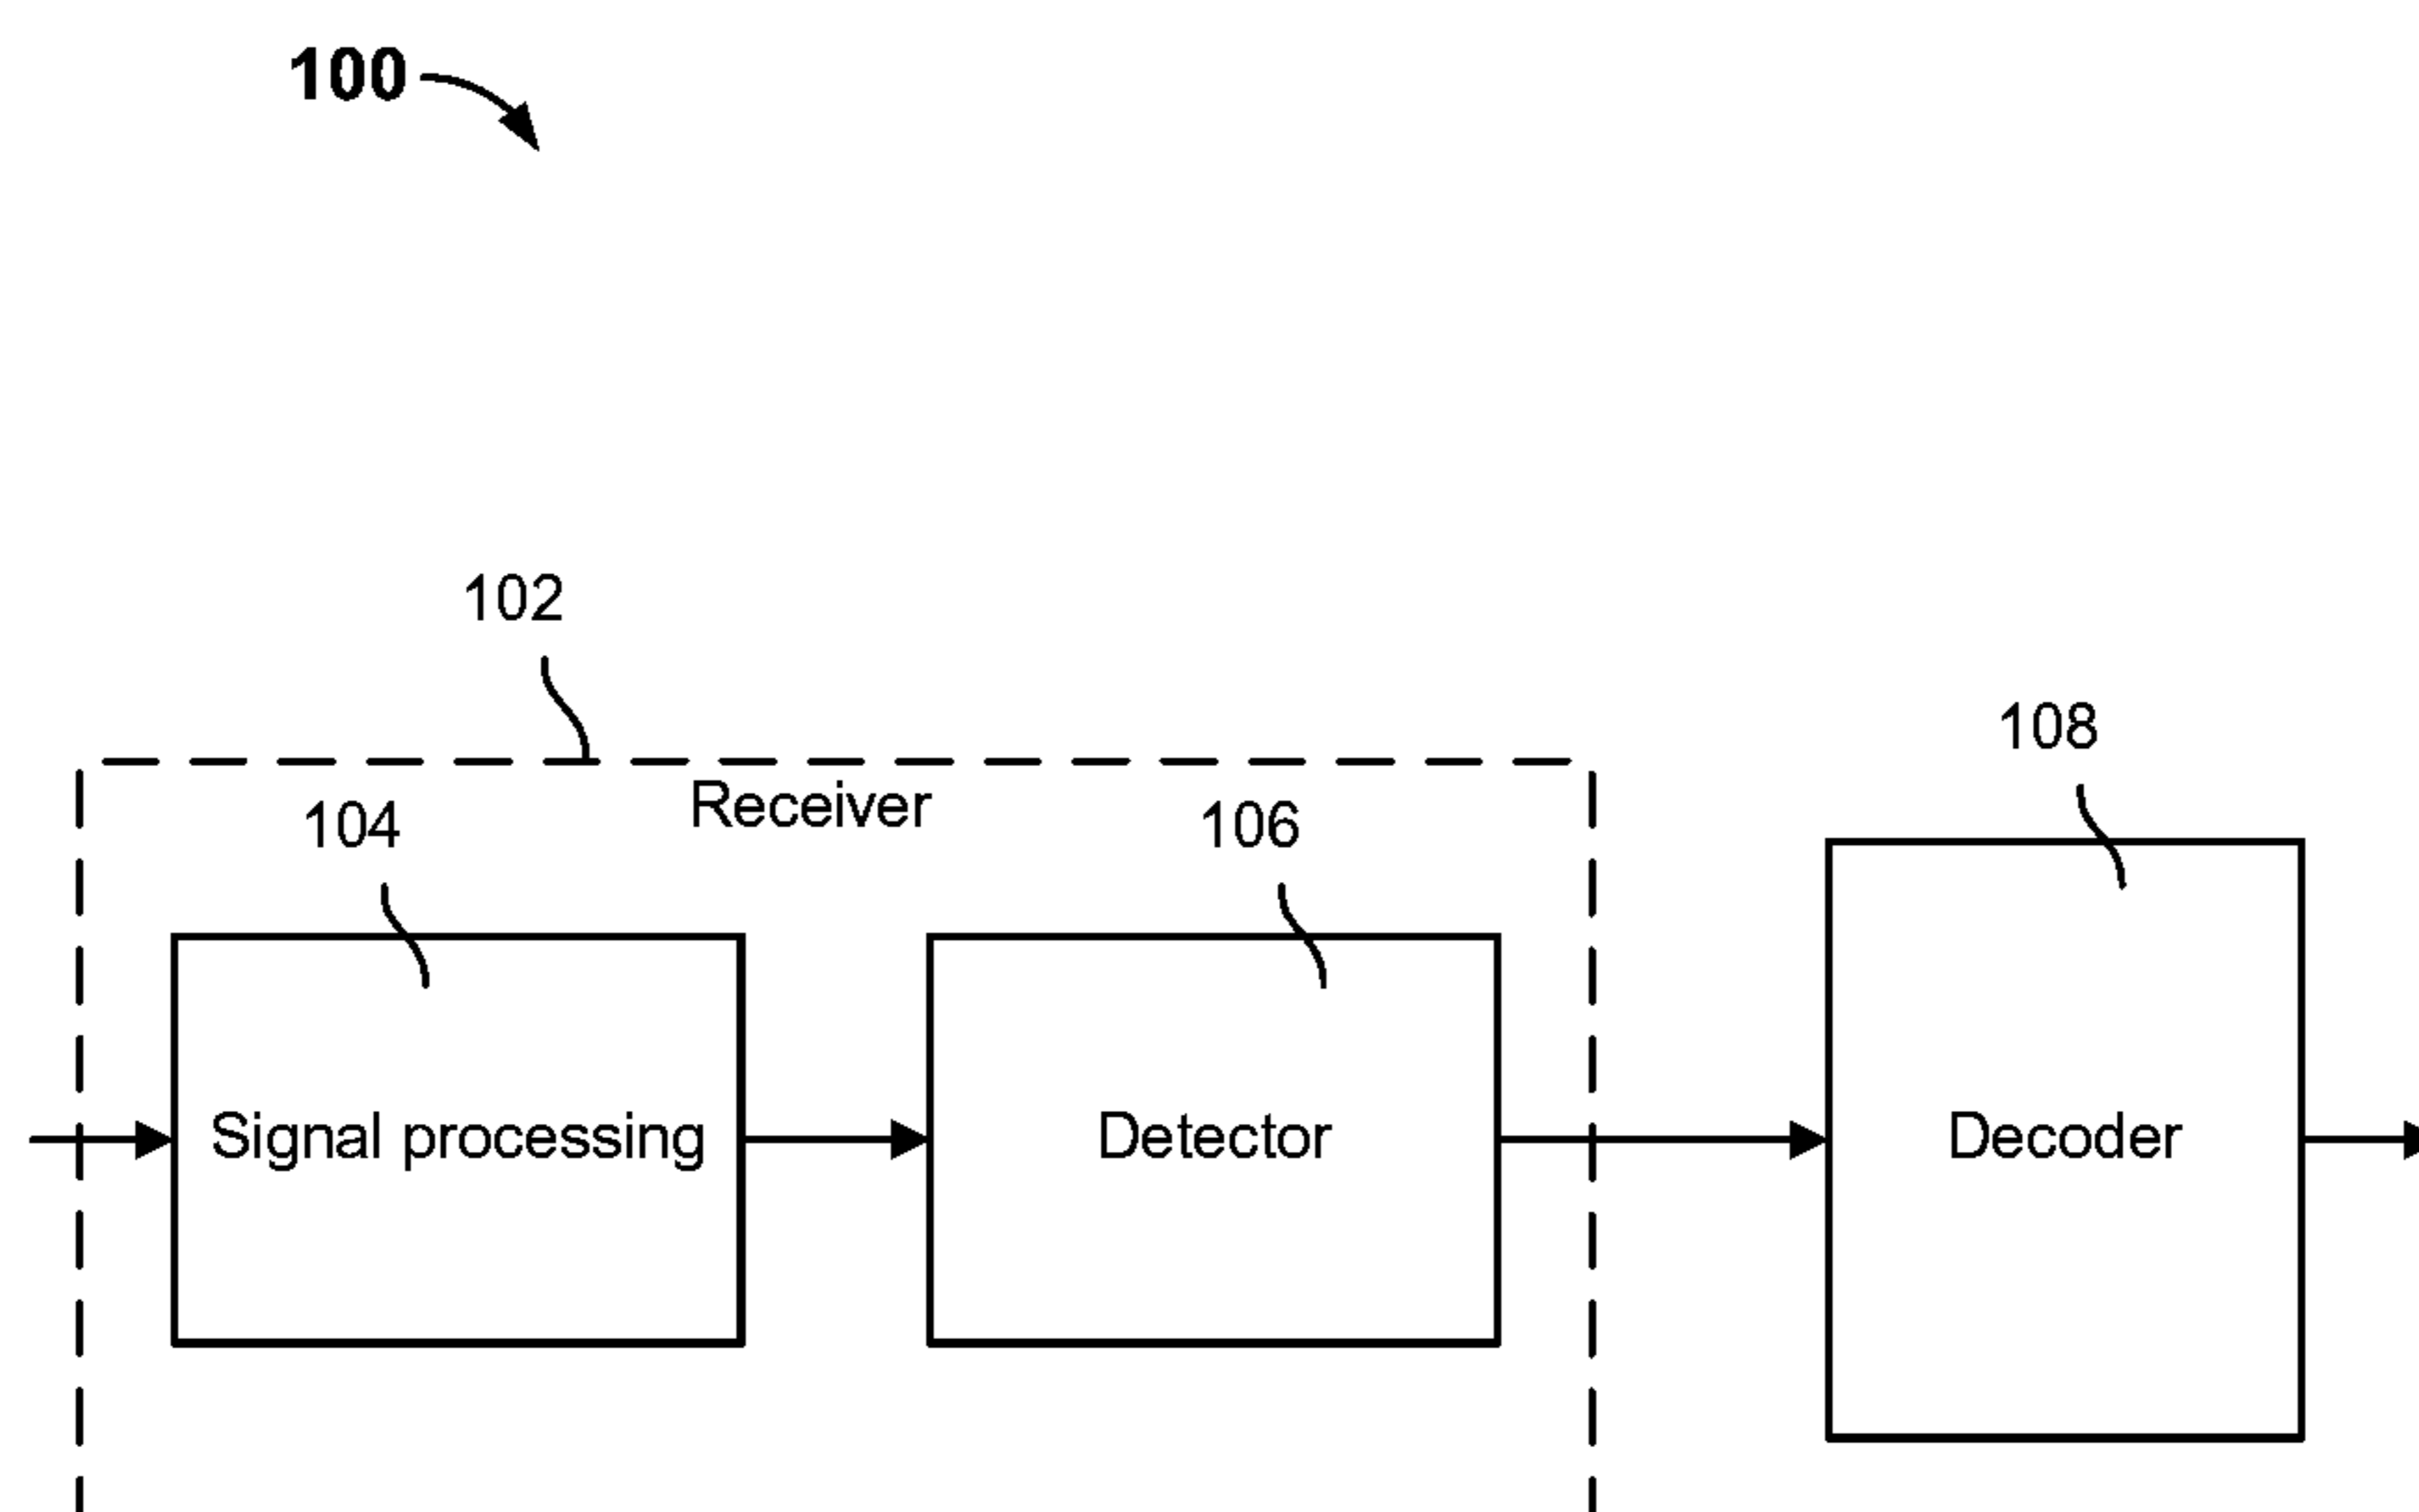 100
102
108
Receiver
104
106
Signal processing
Detector
Decoder